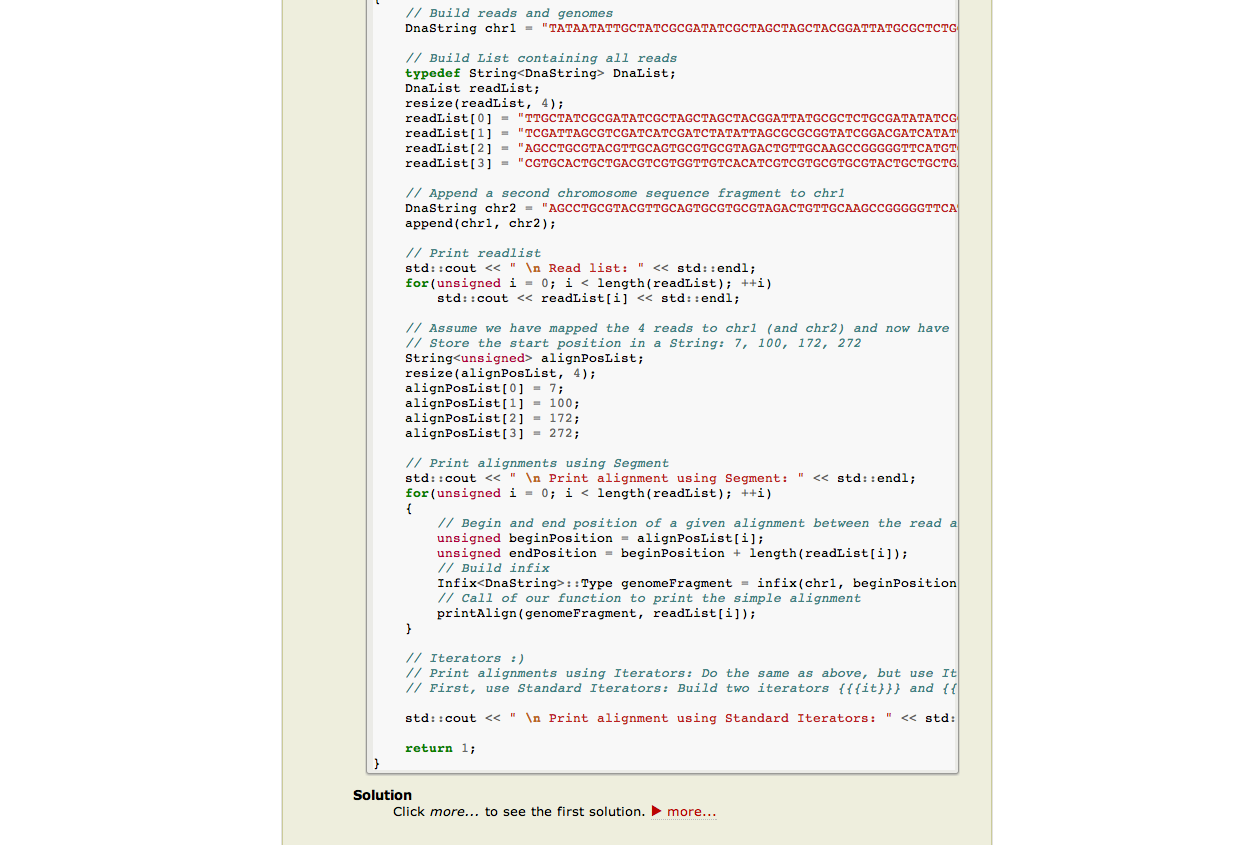 {
// Build reads and genomes
DnaString chr1 = "TATAATATTGCTATCGCGATATCGCTAGCTAGCTACGGATTATGCGCTCTG
// Build List containing all reads
typedef String<DnaString> DnaList;
DnaList readList;
resize(readList, 4);
readList[0] = "TTGCTATCGCGATATCGCTAGCTAGCTACGGATTATGCGCTCTGCGATATATCG
readList[1] = "TCGATTAGCGTCGATCATCGATCTATATTAGCGCGCGGTATCGGACGATCATAT
readList[2] = "AGCCTGCGTACGTTGCAGTGCGTGCGTAGACTGTTGCAAGCCGGGGGTTCATGT
readList[3] = "CGTGCACTGCTGACGTCGTGGTTGTCACATCGTCGTGCGTGCGTACTGCTGCTG
// Append a second chromosome sequence fragment to chr1
DnaString chr2 = "AGCCTGCGTACGTTGCAGTGCGTGCGTAGACTGTTGCAAGCCGGGGGTTCA
append(chr1, chr2);
// Print readlist
std::cout << " \n Read list: " << std::endl;
for(unsigned i = 0; i < length(readList); ++i)
std::cout << readList[i] << std::endl;
// Assume we have mapped the 4 reads to chr1 (and chr2) and now have
// Store the start position in a String: 7, 100, 172, 272
String<unsigned> alignPosList;
resize(alignPosList, 4);
alignPosList[0] = 7;
alignPosList[1] = 100;
alignPosList[2] = 172;
alignPosList[3] = 272;
// Print alignments using Segment
std::cout << " \n Print alignment using Segment: " << std::endl;
for(unsigned i = 0; i < length(readList); ++i)
{
// Begin and end position of a given alignment between the read a
unsigned beginPosition = alignPosList[i];
unsigned endPosition = beginPosition + length(readList[i]);
// Build infix
Infix<DnaString>::Type genomeFragment = infix(chr1, beginPosition
// Call of our function to print the simple alignment
printAlign(genomeFragment, readList[i]);
}
// Iterators :)
// Print alignments using Iterators: Do the same as above, but use It
// First, use Standard Iterators: Build two iterators {{{it}}} and {{
std::cout << " \n Print alignment using Standard Iterators: " << std:
return 1;
}
Solution
Click more... to see the first solution. ▶ more...